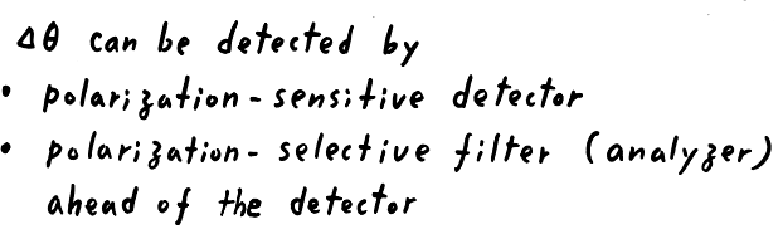 Δθ can be detected by
• polarization-sensitive detector
• polarization-selective filter (analyzer)
ahead of the detector